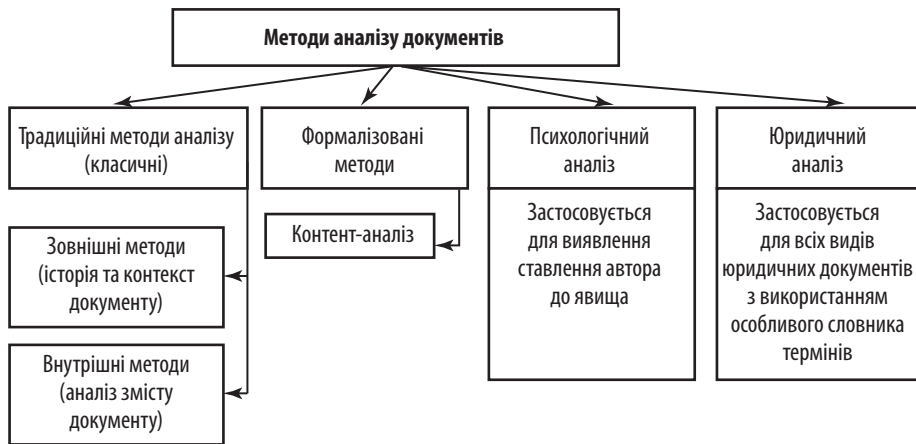 Методи аналізу документів
Традиційні методи аналізу
(класичні)
Формалізовані
методи
Психологічний
аналіз
Юридичний
аналіз
Зовнішні методи
(історія та контекст
документу)
Внутрішні методи
(аналіз змісту
документу)
Контент-аналіз
Застосовується
для виявлення
ставлення автора
до явища
Застосовується
для всіх видів
юридичних документів
з використанням
особливого словника
термінів